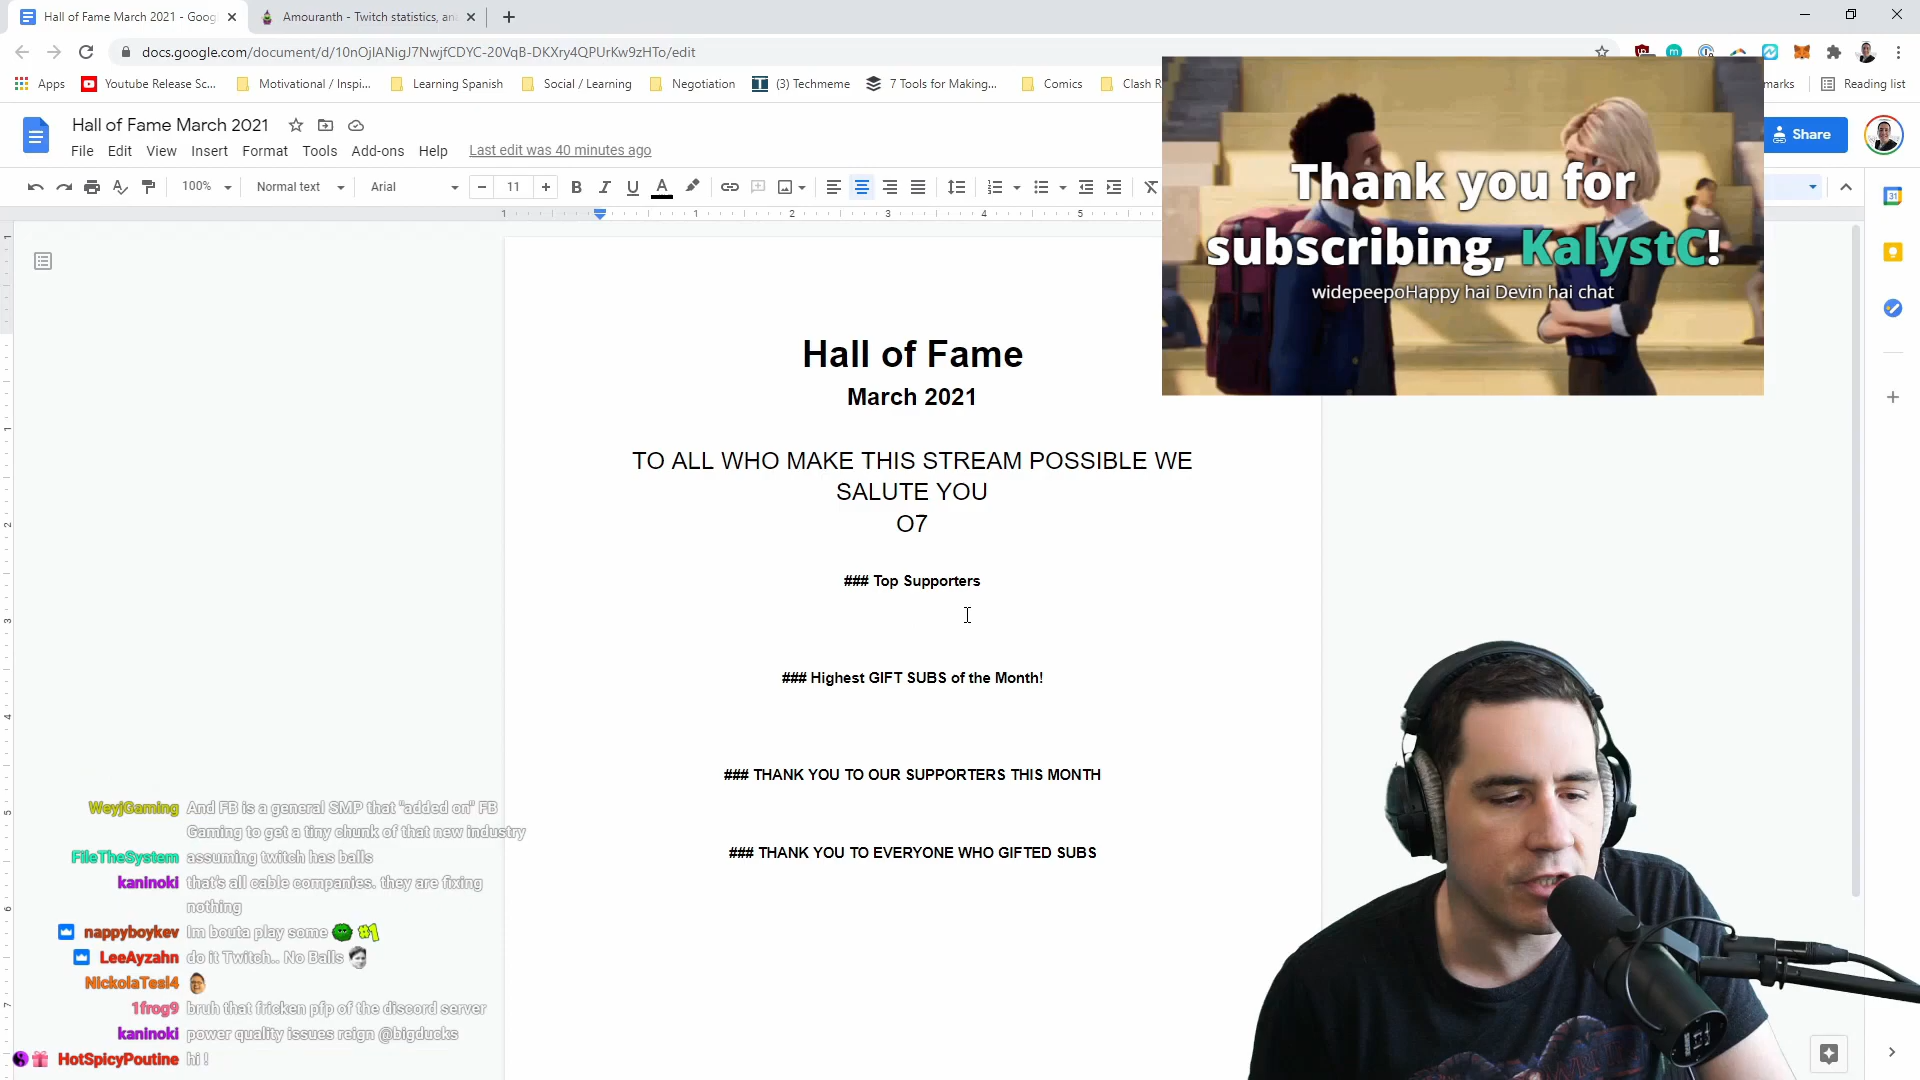 Hall of Fame March 2021 - Goog
Amouranth - Twitch statistics, an
docs.google.com/document/d/10nOjIANigJ7NwjfCDYC-20VqB-DKXry4QPUrKw9zHTo/edit
Apps
Youtube Release Sc...
Motivational / Inspi...
Learning Spanish
Social / Learning
Negotiation
(3) Techmeme
7 Tools for Making...
Comics
Clash R
marks
Reading list
Hall of Fame March 2021
Share
File Edit View Insert Format Tools Add-ons Help Last edit was 40 minutes ago
100% Normal text Arial 11
Thank you for
subscribing, KalystC!
widepeepoHappy hai Devin hai chat
Hall of Fame
March 2021
TO ALL WHO MAKE THIS STREAM POSSIBLE WE
SALUTE YOU
O7
### Top Supporters
### Highest GIFT SUBS of the Month!
### THANK YOU TO OUR SUPPORTERS THIS MONTH
### THANK YOU TO EVERYONE WHO GIFTED SUBS
WeyjGaming And FB is a general SMP that "added on" FB
Gaming to get a tiny chunk of that new industry
FileTheSystem assuming twitch has balls
kaninoki that's all cable companies. they are fixing
nothing
nappyboykev Im bouta play some #1
LeeAyzahn do it Twitch.. No Balls
NickolaTesl4
1frog9 bruh that fricken pfp of the discord server
kaninoki power quality issues reign @bigducks
HotSpicyPoutine hi !